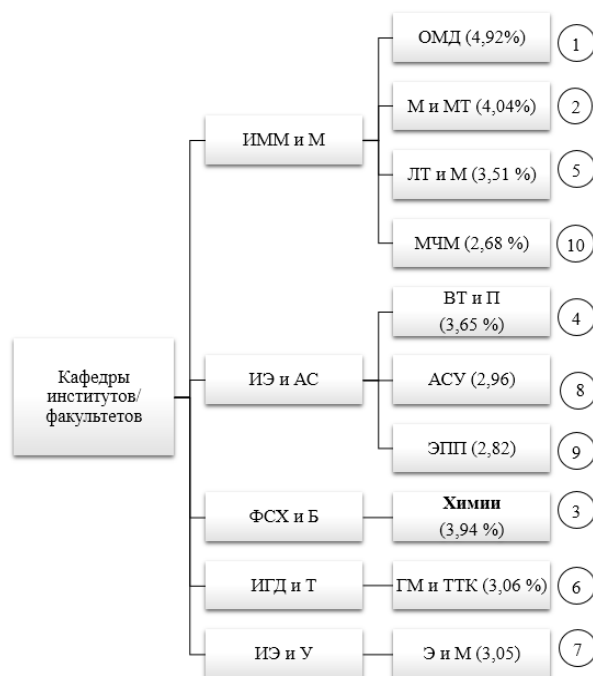 ОМД (4,92%)
1
М и МТ (4,04%)
2
ИММ и М
ЛТ и М (3,51 %)
5
МЧМ (2,68 %)
10
ВТ и П
(3,65 %)
4
Кафедры
институтов/
факультетов
ИЭ и АС
АСУ (2,96)
8
ЭПП (2,82)
9
ФСХ и Б
Химии
(3,94 %)
3
ИГД и Т
ГМ и ТТК (3,06 %)
6
ИЭ и У
Э и М (3,05)
7